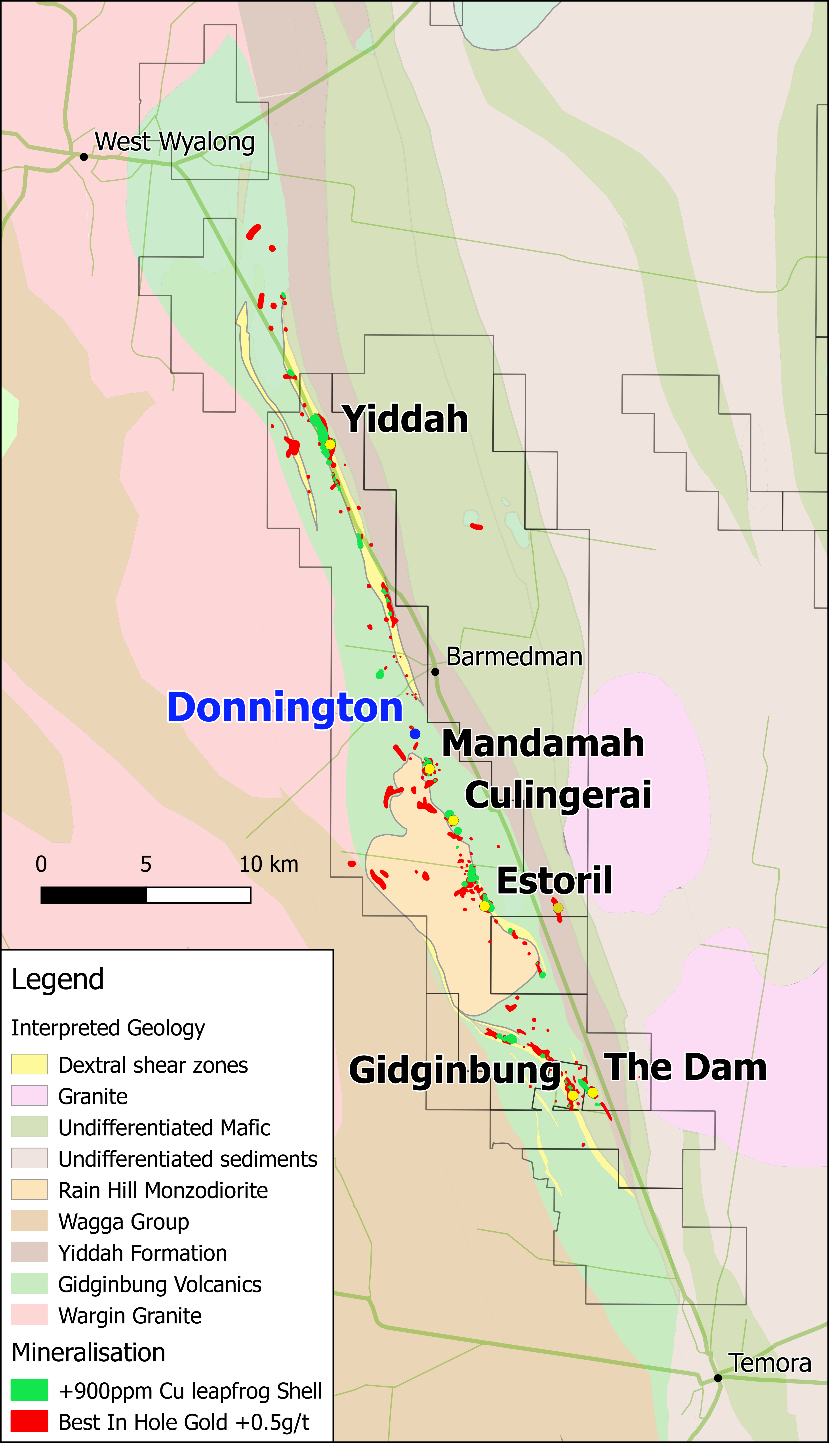 West Wyalong
Yiddah
Barmedman
Donnington
Mandamah
Culingerai
0 5 10 km
Estoril
Gidginbung
The Dam
Legend
Interpreted Geology
Dextral shear zones
Granite
Undifferentiated Mafic
Undifferentiated sediments
Rain Hill Monzodiorite
Wagga Group
Yiddah Formation
Gidginbung Volcanics
Wargin Granite
Mineralisation
+900ppm Cu leapfrog Shell
Best In Hole Gold +0.5g/t
Temora